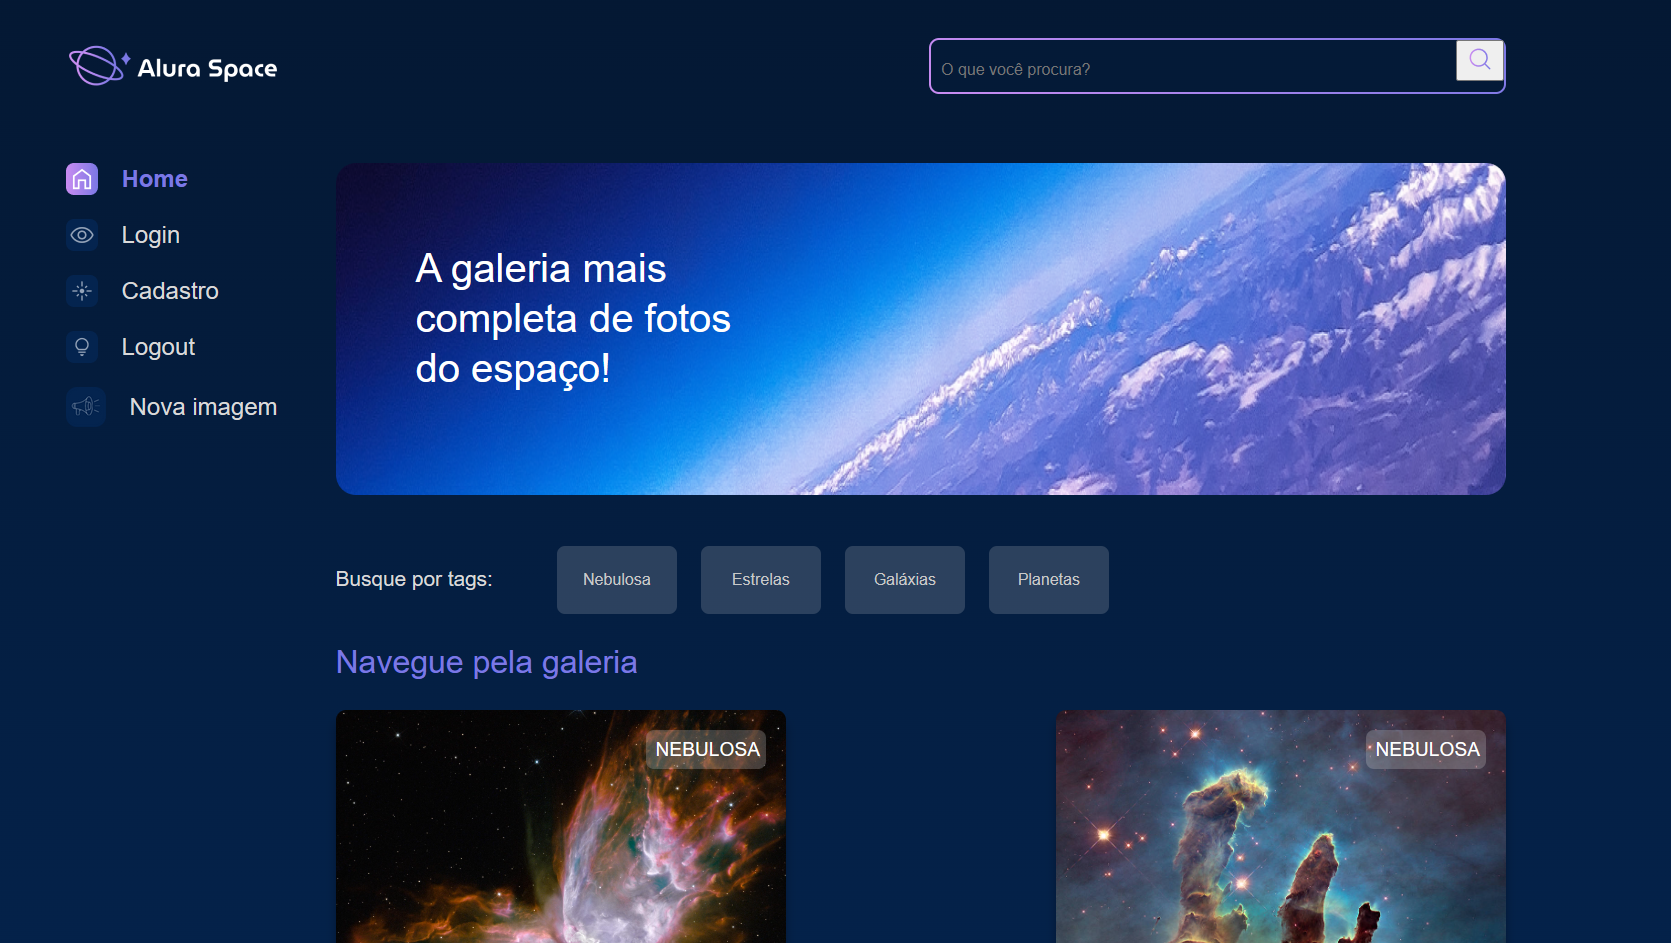 Alura Space
O que você procura?
Home
Login
Cadastro
Logout
Nova imagem
A galeria mais
completa de fotos
do espaço!
Busque por tags:
Nebulosa
Estrelas
Galáxias
Planetas
Navegue pela galeria
NEBULOSA
NEBULOSA